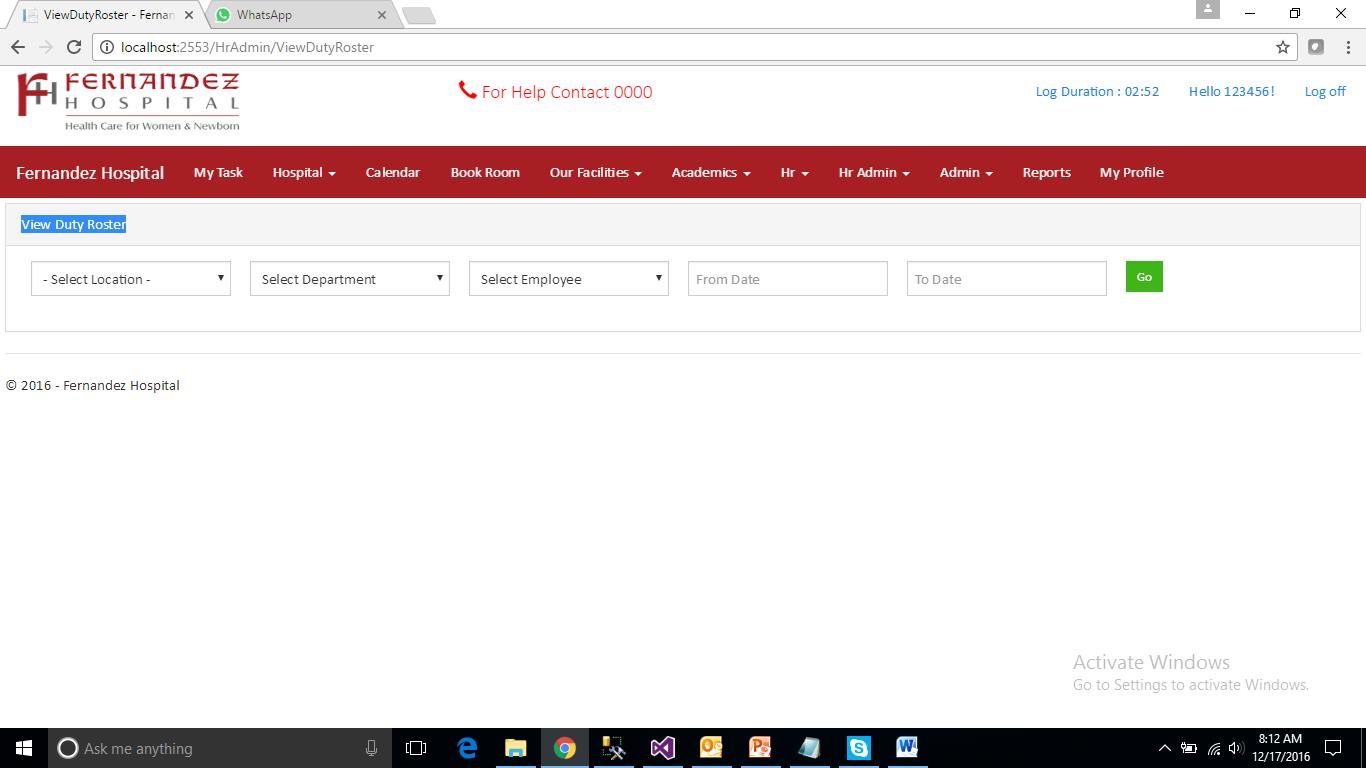 ViewDutyRoster - Fernan
WhatsApp
localhost:2553/HrAdmin/ViewDutyRoster
FERNANDEZ
HOSPITAL
Health Care for Women & Newborn
For Help Contact 0000
Log Duration : 02:52 Hello 123456! Log off
Fernandez Hospital My Task Hospital Calendar Book Room Our Facilities Academics Hr Hr Admin Admin Reports My Profile
View Duty Roster
- Select Location - Select Department Select Employee From Date To Date Go
© 2016 - Fernandez Hospital
Activate Windows
Go to Settings to activate Windows.
Ask me anything
8:12 AM
12/17/2016